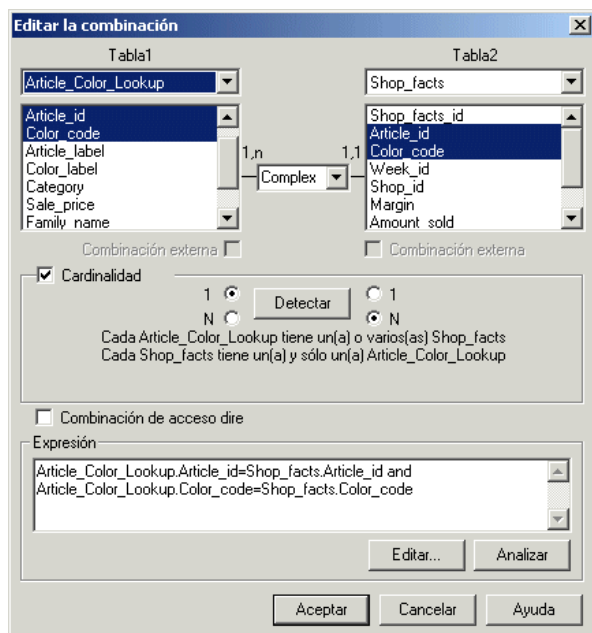 Editar la combinación
Tabla1
Tabla2
Article_Color_Lookup
Shop_facts
Article_id
Color_code
Article_label
Color_label
Category
Sale_price
Family_name
1,n
Complex
1,1
Shop_facts_id
Article_id
Color_code
Week_id
Shop_id
Margin
Amount_sold
Combinación externa
Combinación externa
Cardinalidad
1
N
Detectar
1
N
Cada Article_Color_Lookup tiene un(a) o varios(as) Shop_facts
Cada Shop_facts tiene un(a) y sólo un(a) Article_Color_Lookup
Combinación de acceso dire
Expresión
Article_Color_Lookup.Article_id=Shop_facts.Article_id and
Article_Color_Lookup.Color_code=Shop_facts.Color_code
Editar...
Analizar
Aceptar
Cancelar
Ayuda